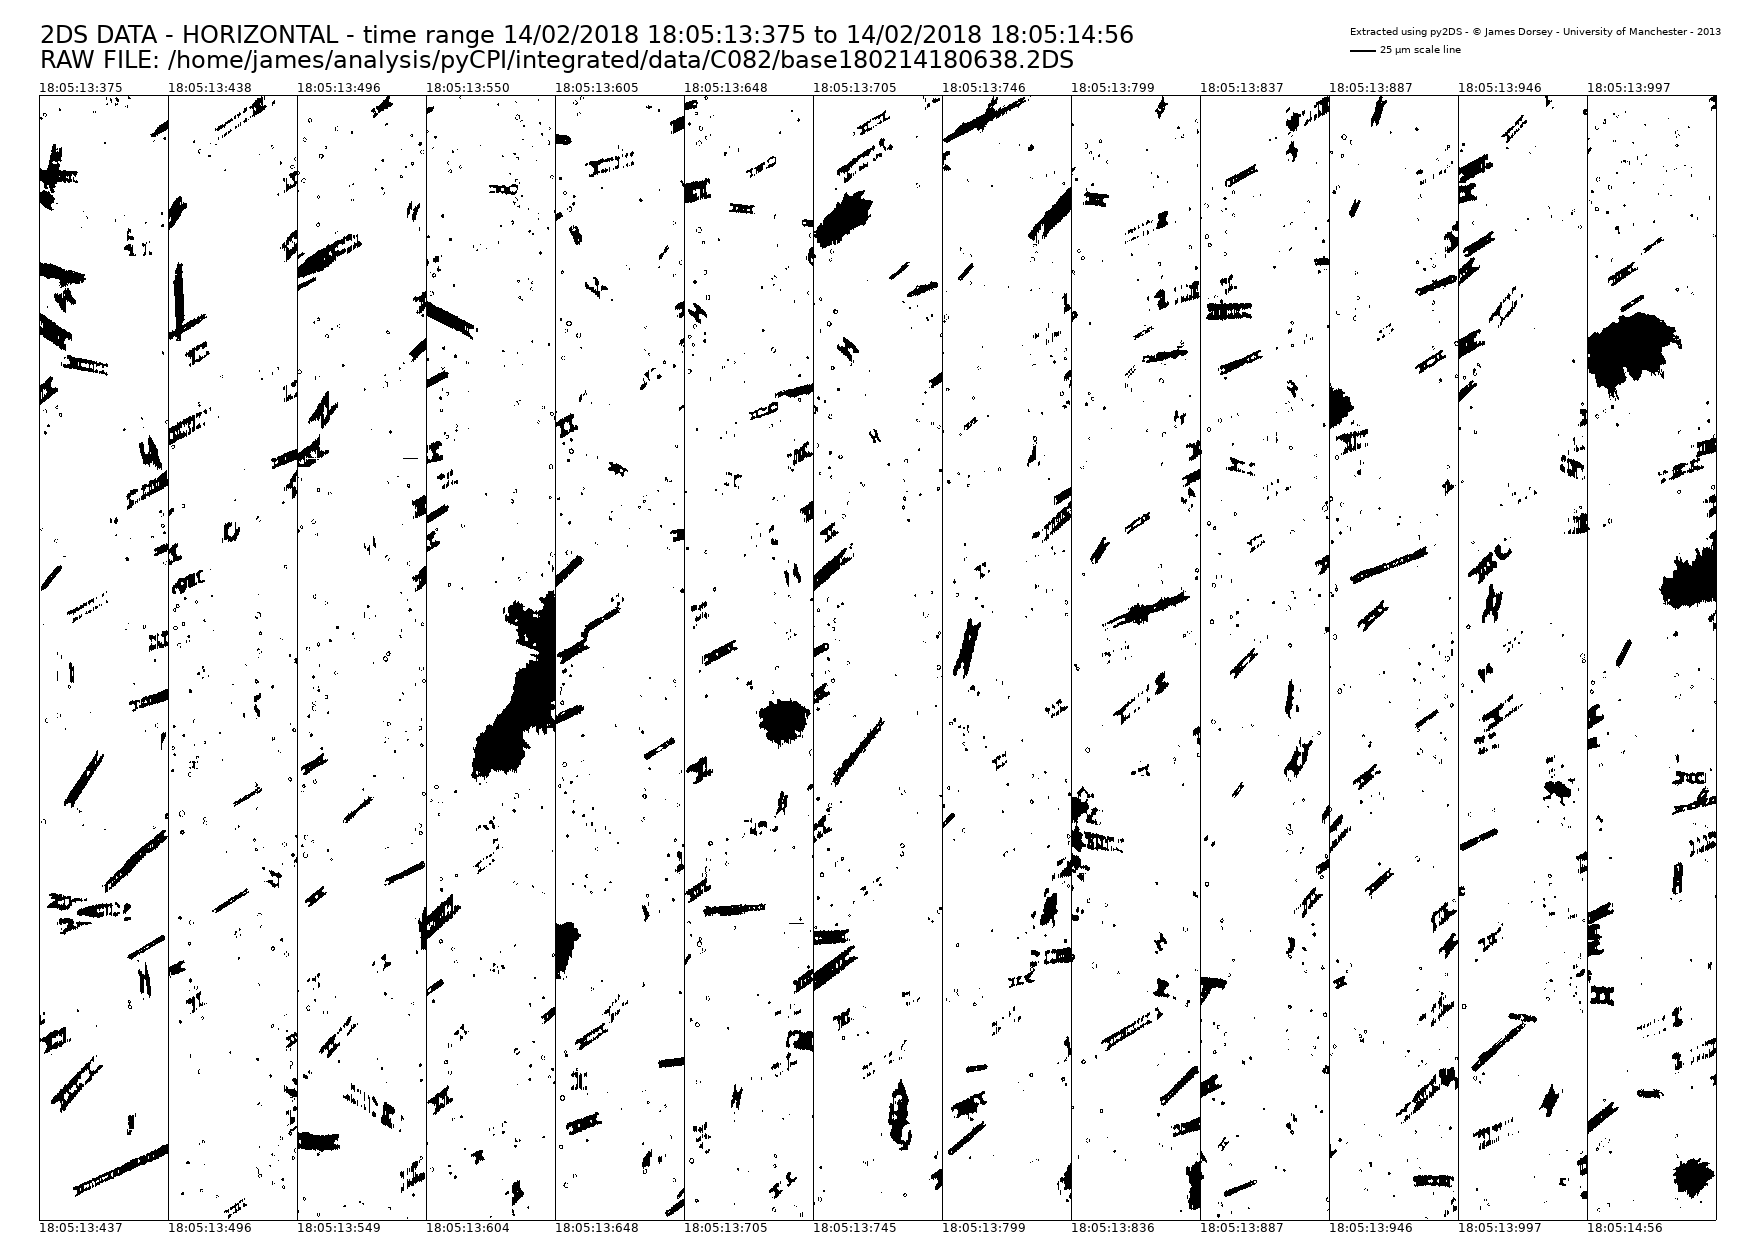 2DS DATA - HORIZONTAL - time range 14/02/2018 18:05:13:375 to 14/02/2018 18:05:14:56
RAW FILE: /home/james/analysis/pyCPI/integrated/data/C082/base180214180638.2DS
Extracted using py2DS - © James Dorsey - University of Manchester - 2013
25 µm scale line
18:05:13:375 18:05:13:438 18:05:13:496 18:05:13:550 18:05:13:605 18:05:13:648 18:05:13:705 18:05:13:746 18:05:13:799 18:05:13:837 18:05:13:887 18:05:13:946 18:05:13:997
18:05:13:437 18:05:13:496 18:05:13:549 18:05:13:604 18:05:13:648 18:05:13:705 18:05:13:745 18:05:13:799 18:05:13:836 18:05:13:887 18:05:13:946 18:05:13:997 18:05:14:56